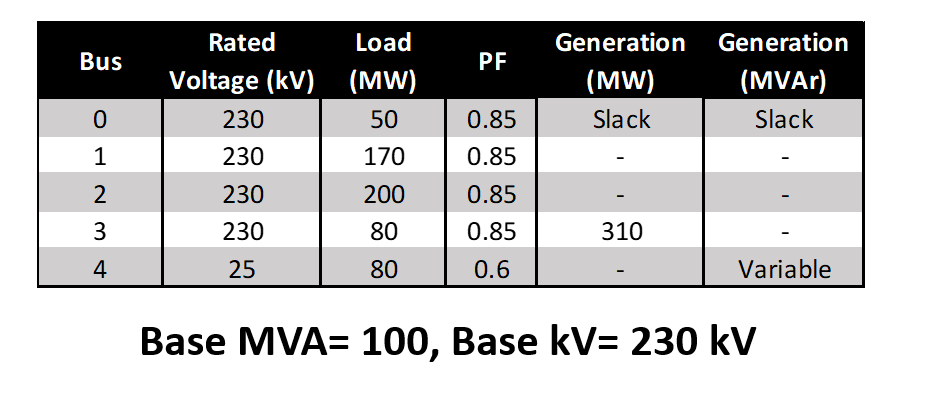 Bus Rated Voltage (kV) Load (MW) PF Generation (MW) Generation (MVAr)
0 230 50 0.85 Slack Slack
1 230 170 0.85 - -
2 230 200 0.85 - -
3 230 80 0.85 310 -
4 25 80 0.6 - Variable
Base MVA= 100, Base kV= 230 kV